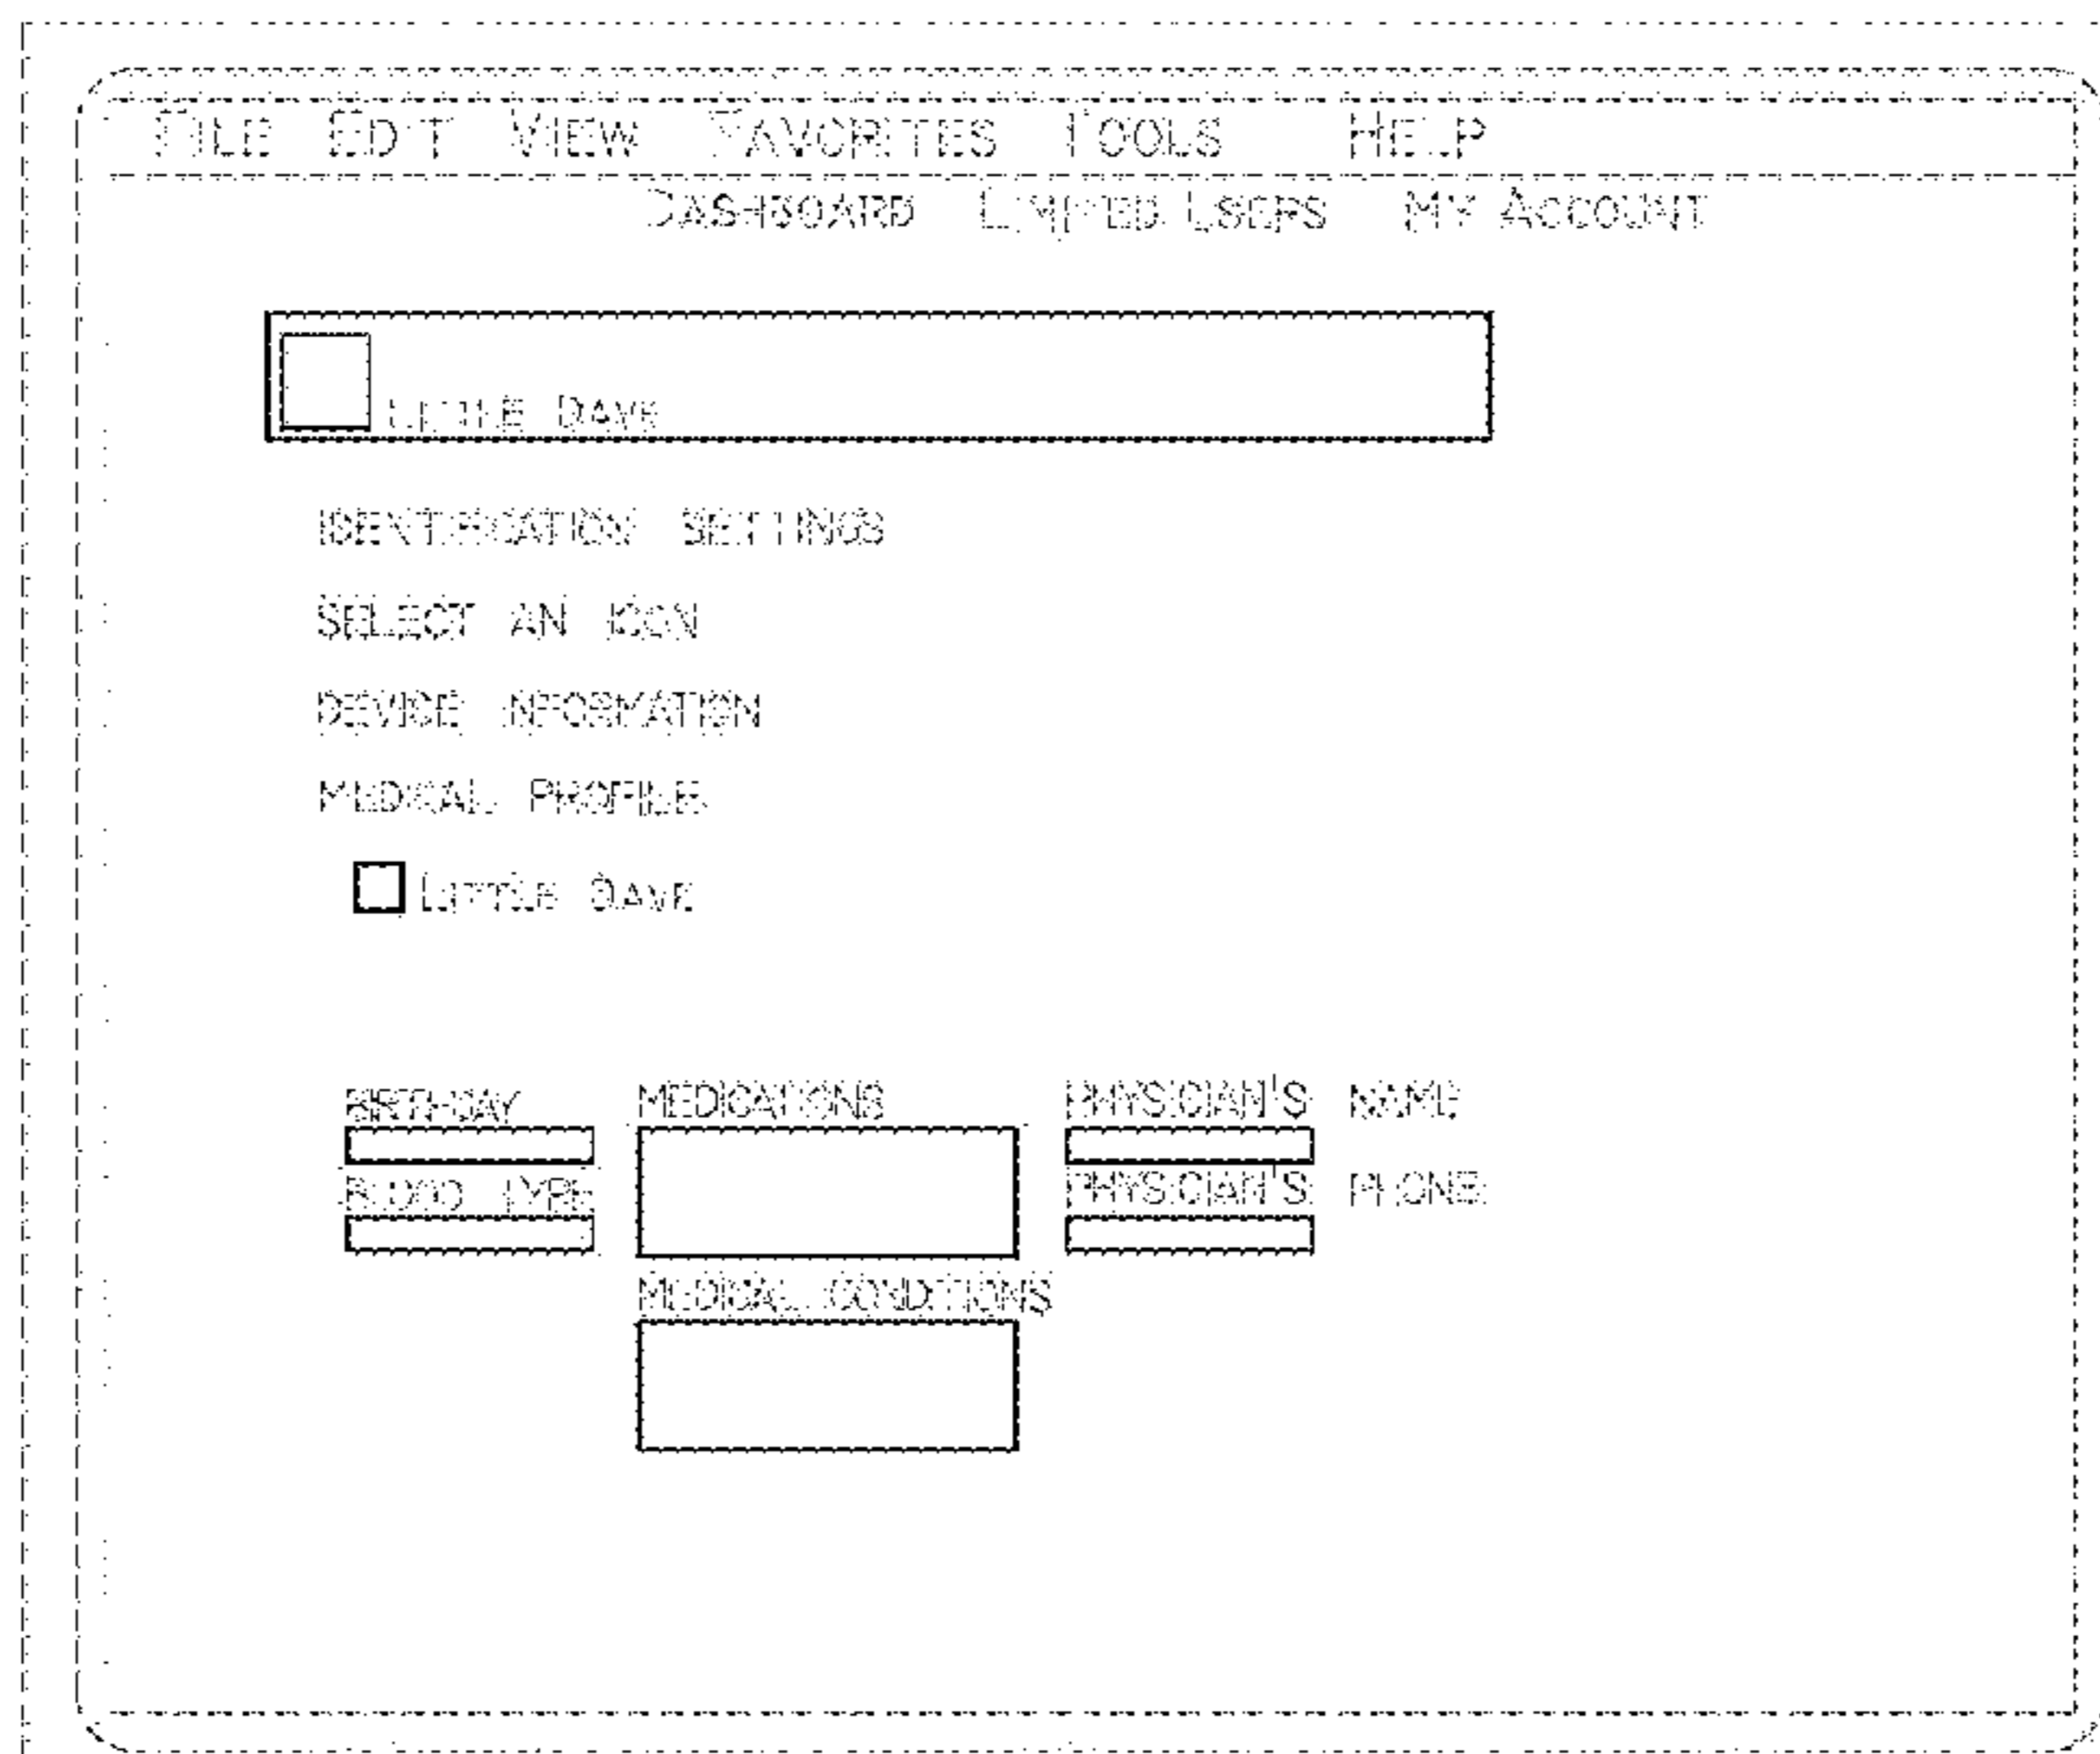 FILE EDIT VIEW FAVORITES TOOLS HELP
DASHBOARD LIMITED USERS MY ACCOUNT
LITTLE DAVE
IDENTIFICATION SETTINGS
SELECT AN ICON
DEVICE INFORMATION
MEDICAL PROFILE
LITTLE DAVE
BIRTHDAY MEDICATIONS PHYSICIAN'S NAME
BLOOD TYPE PHYSICIAN'S PHONE
MEDICAL CONDITIONS